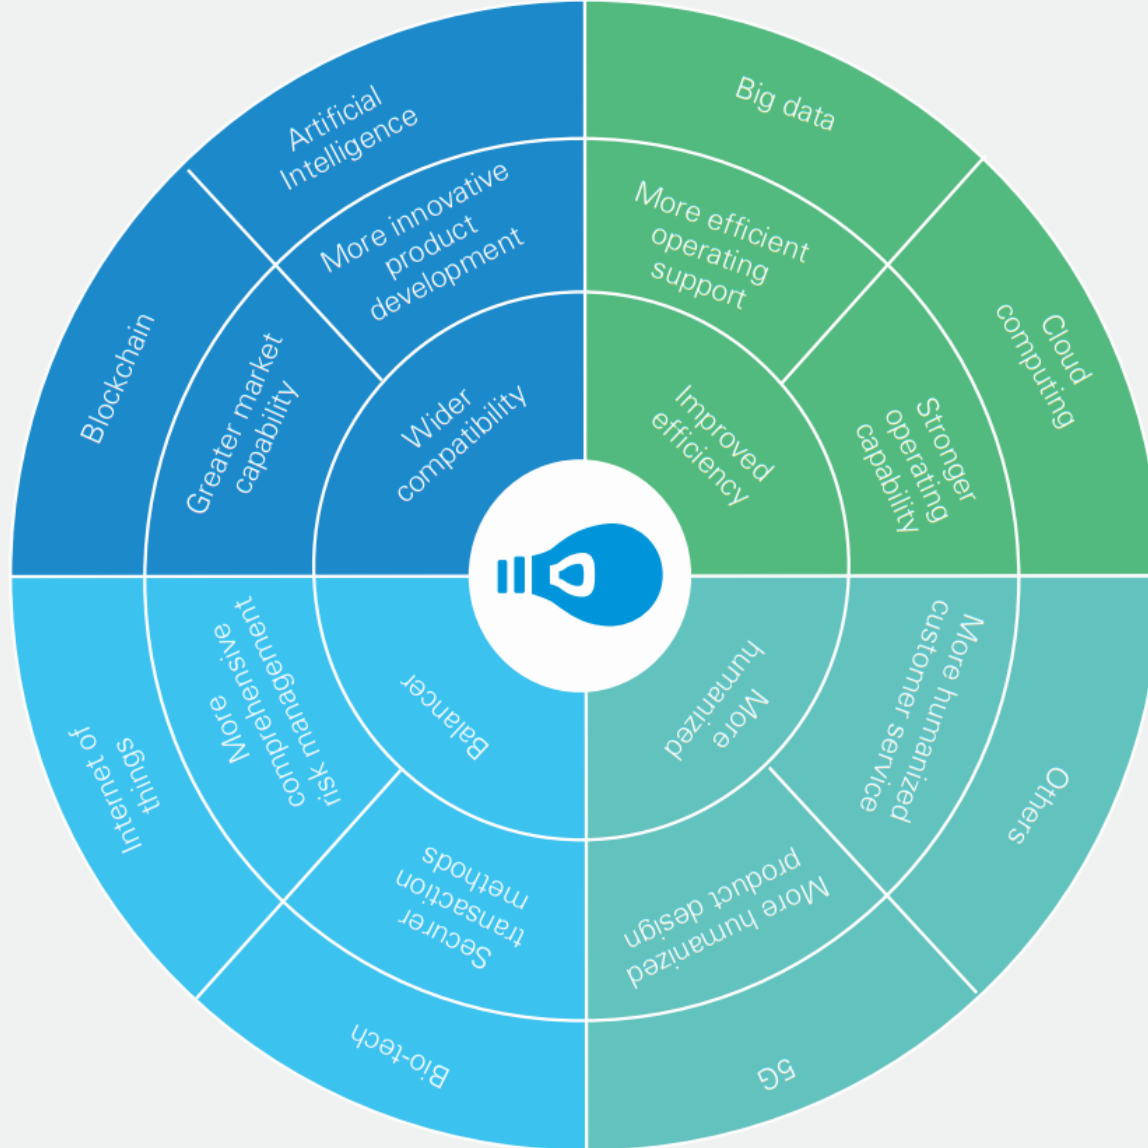 Artificial
Intelligence
Big data
More innovative
product
development
More efficient
operating
support
Blockchain
Greater market
capability
Wider
compatibility
Improved
efficiency
Stronger
operating
capability
Cloud
computing
Internet of
things
More
comprehensive
risk management
Balancer
More
humanized
More humanized
customer service
Others
Securer
transaction
methods
More humanized
product design
Bio-tech
5G